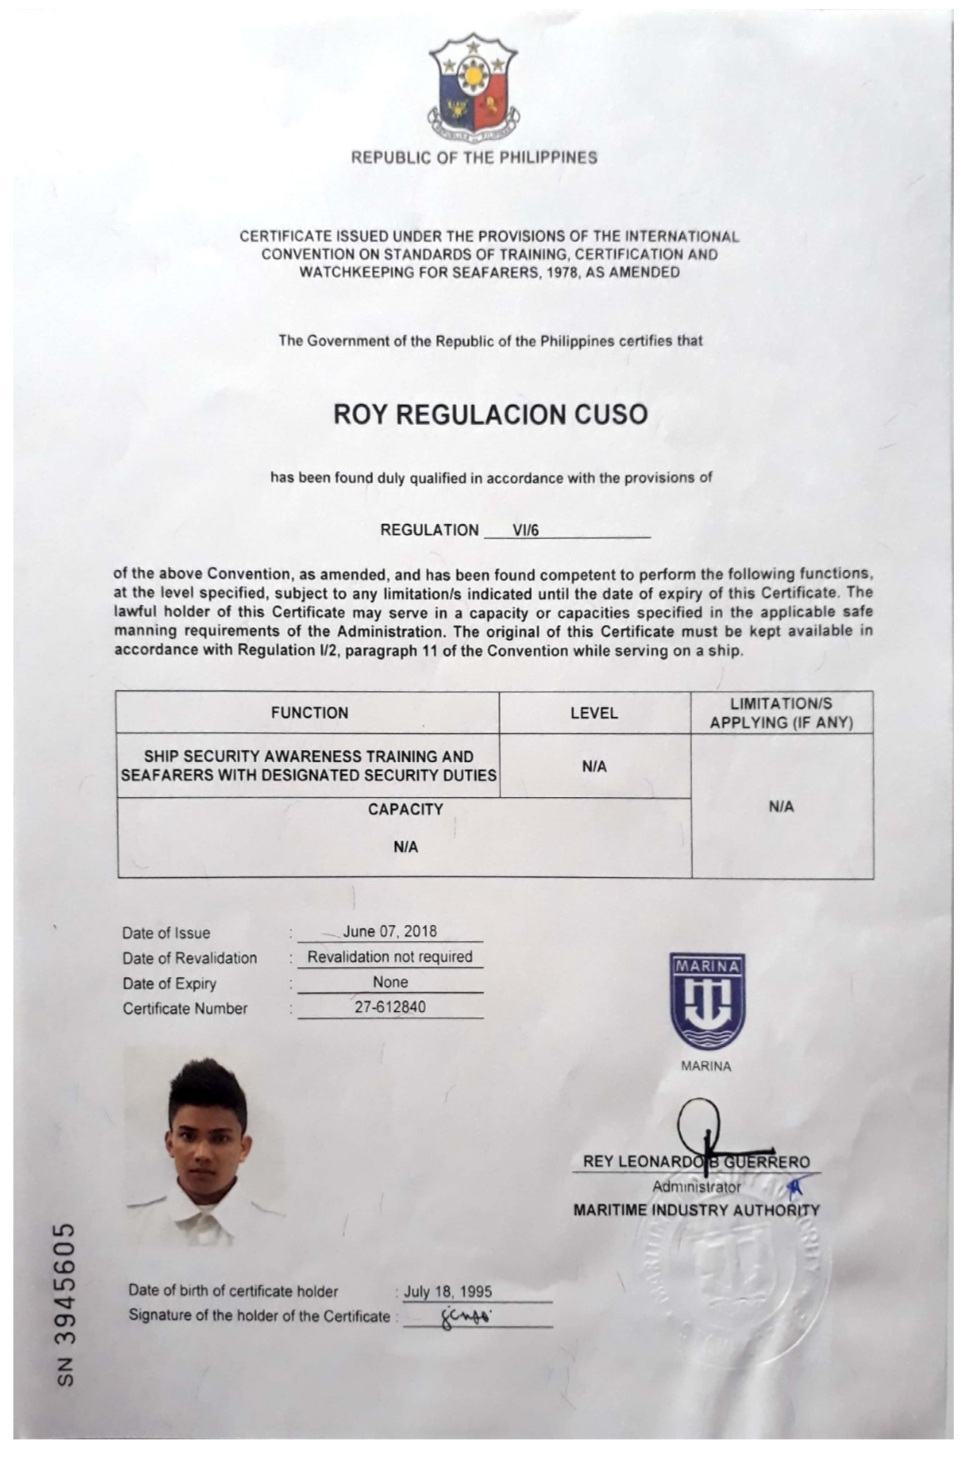 REPUBLIC OF THE PHILIPPINES
CERTIFICATE ISSUED UNDER THE PROVISIONS OF THE INTERNATIONAL
CONVENTION ON STANDARDS OF TRAINING, CERTIFICATION AND
WATCHKEEPING FOR SEAFARERS, 1978, AS AMENDED
The Government of the Republic of the Philippines certifies that
ROY REGULACION CUSO
has been found duly qualified in accordance with the provisions of
REGULATION VI/6
of the above Convention, as amended, and has been found competent to perform the following functions,
at the level specified, subject to any limitation/s indicated until the date of expiry of this Certificate. The
lawful holder of this Certificate may serve in a capacity or capacities specified in the applicable safe
manning requirements of the Administration. The original of this Certificate must be kept available in
accordance with Regulation I/2, paragraph 11 of the Convention while serving on a ship.
FUNCTION LEVEL LIMITATION/S
APPLYING (IF ANY)
SHIP SECURITY AWARENESS TRAINING AND
SEAFARERS WITH DESIGNATED SECURITY DUTIES N/A
N/A
CAPACITY
N/A
Date of Issue : June 07, 2018
Date of Revalidation : Revalidation not required
Date of Expiry : None
Certificate Number : 27-612840
MARINA
MARINA
REY LEONARDO B GUERRERO
Administrator
MARITIME INDUSTRY AUTHORITY
Date of birth of certificate holder : July 18, 1995
Signature of the holder of the Certificate :
SN 3945605